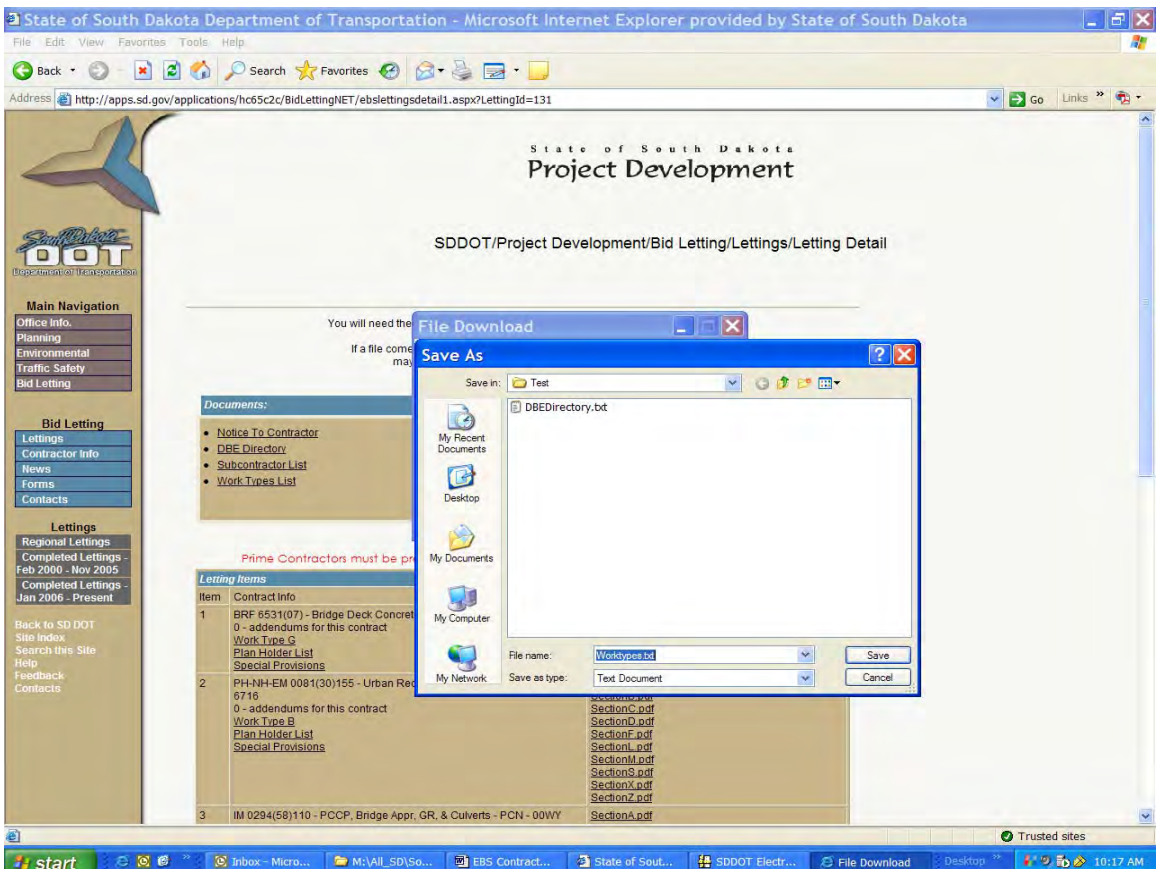 State of South Dakota Department of Transportation - Microsoft Internet Explorer provided by State of South Dakota
File Edit View Favorites Tools Help
Back Search Favorites
Address http://apps.sd.gov/applications/hc65c2c/BidLettingNET/ebslettingsdetail1.aspx?LettingId=131 Go Links »
State of South Dakota
Project Development
SDDOT/Project Development/Bid Letting/Lettings/Letting Detail
South Dakota
DOT
Department of Transportation
Main Navigation
Office Info.
Planning
Environmental
Traffic Safety
Bid Letting
Bid Letting
Lettings
Contractor Info
News
Forms
Contacts
Lettings
Regional Lettings
Completed Lettings -
Feb 2000 - Nov 2005
Completed Lettings -
Jan 2006 - Present
Back to SD DOT
Site Index
Search this Site
Help
Feedback
Contacts
You will need the
If a file come
may
Documents:
Notice To Contractor
DBE Directory
Subcontractor List
Work Types List
Prime Contractors must be pre
Letting Items
Item Contract Info
1 BRF 6531(07) - Bridge Deck Concret
0 - addendums for this contract
Work Type G
Plan Holder List
Special Provisions
2 PH-NH-EM 0081(30)155 - Urban Rec
6716
0 - addendums for this contract
Work Type B
Plan Holder List
Special Provisions
SectionC.pdf
SectionD.pdf
SectionF.pdf
SectionL.pdf
SectionM.pdf
SectionS.pdf
SectionX.pdf
SectionZ.pdf
3 IM 0294(58)110 - PCCP, Bridge Appr, GR, & Culverts - PCN - 00WY SectionA.pdf
File Download
Save As
Save in: Test
DBEDirectory.txt
My Recent
Documents
Desktop
My Documents
My Computer
My Network
File name: Worktypes.txt Save
Save as type: Text Document Cancel
Trusted sites
start » Inbox - Micro... M:\All_SD\So... EBS Contract... State of Sout... SDDOT Electr... File Download Desktop » 10:17 AM